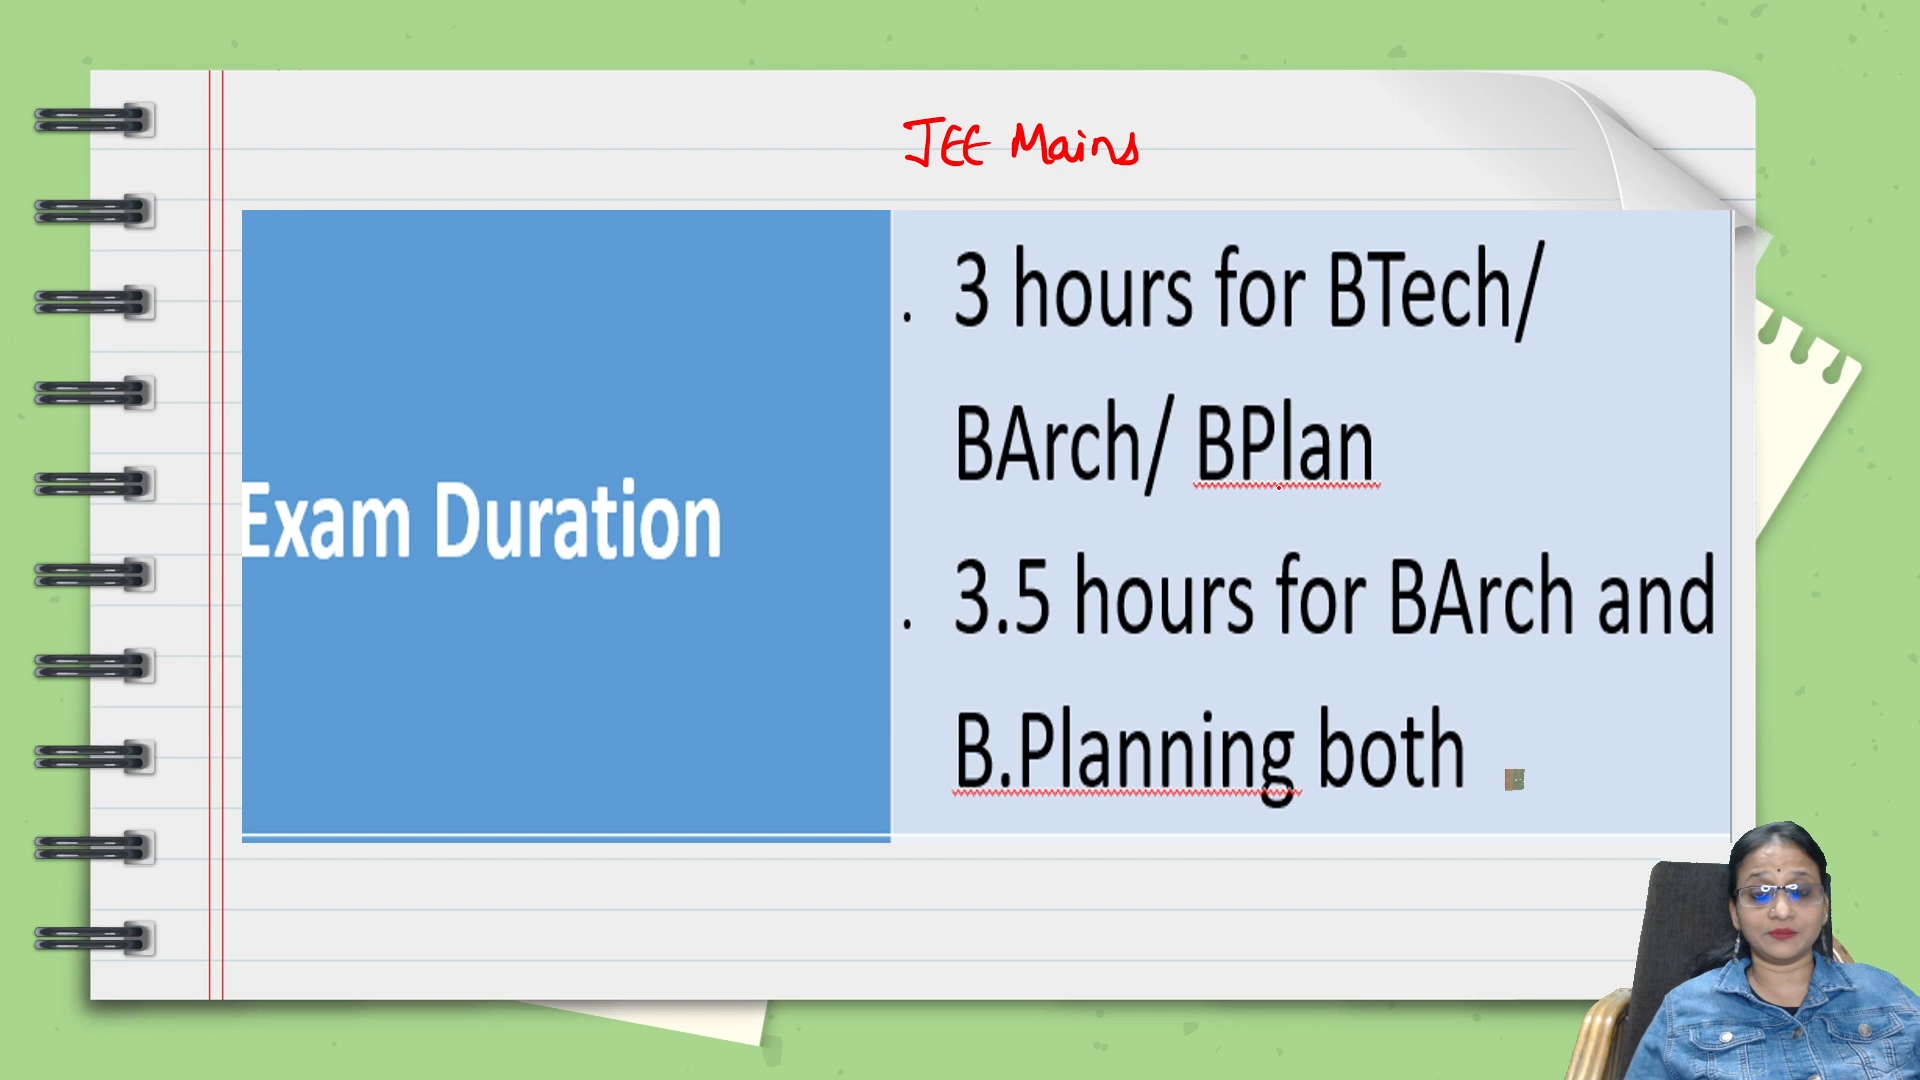 JEE Mains
Exam Duration
. 3 hours for BTech/
BArch/ BPlan
. 3.5 hours for BArch and
B.Planning both